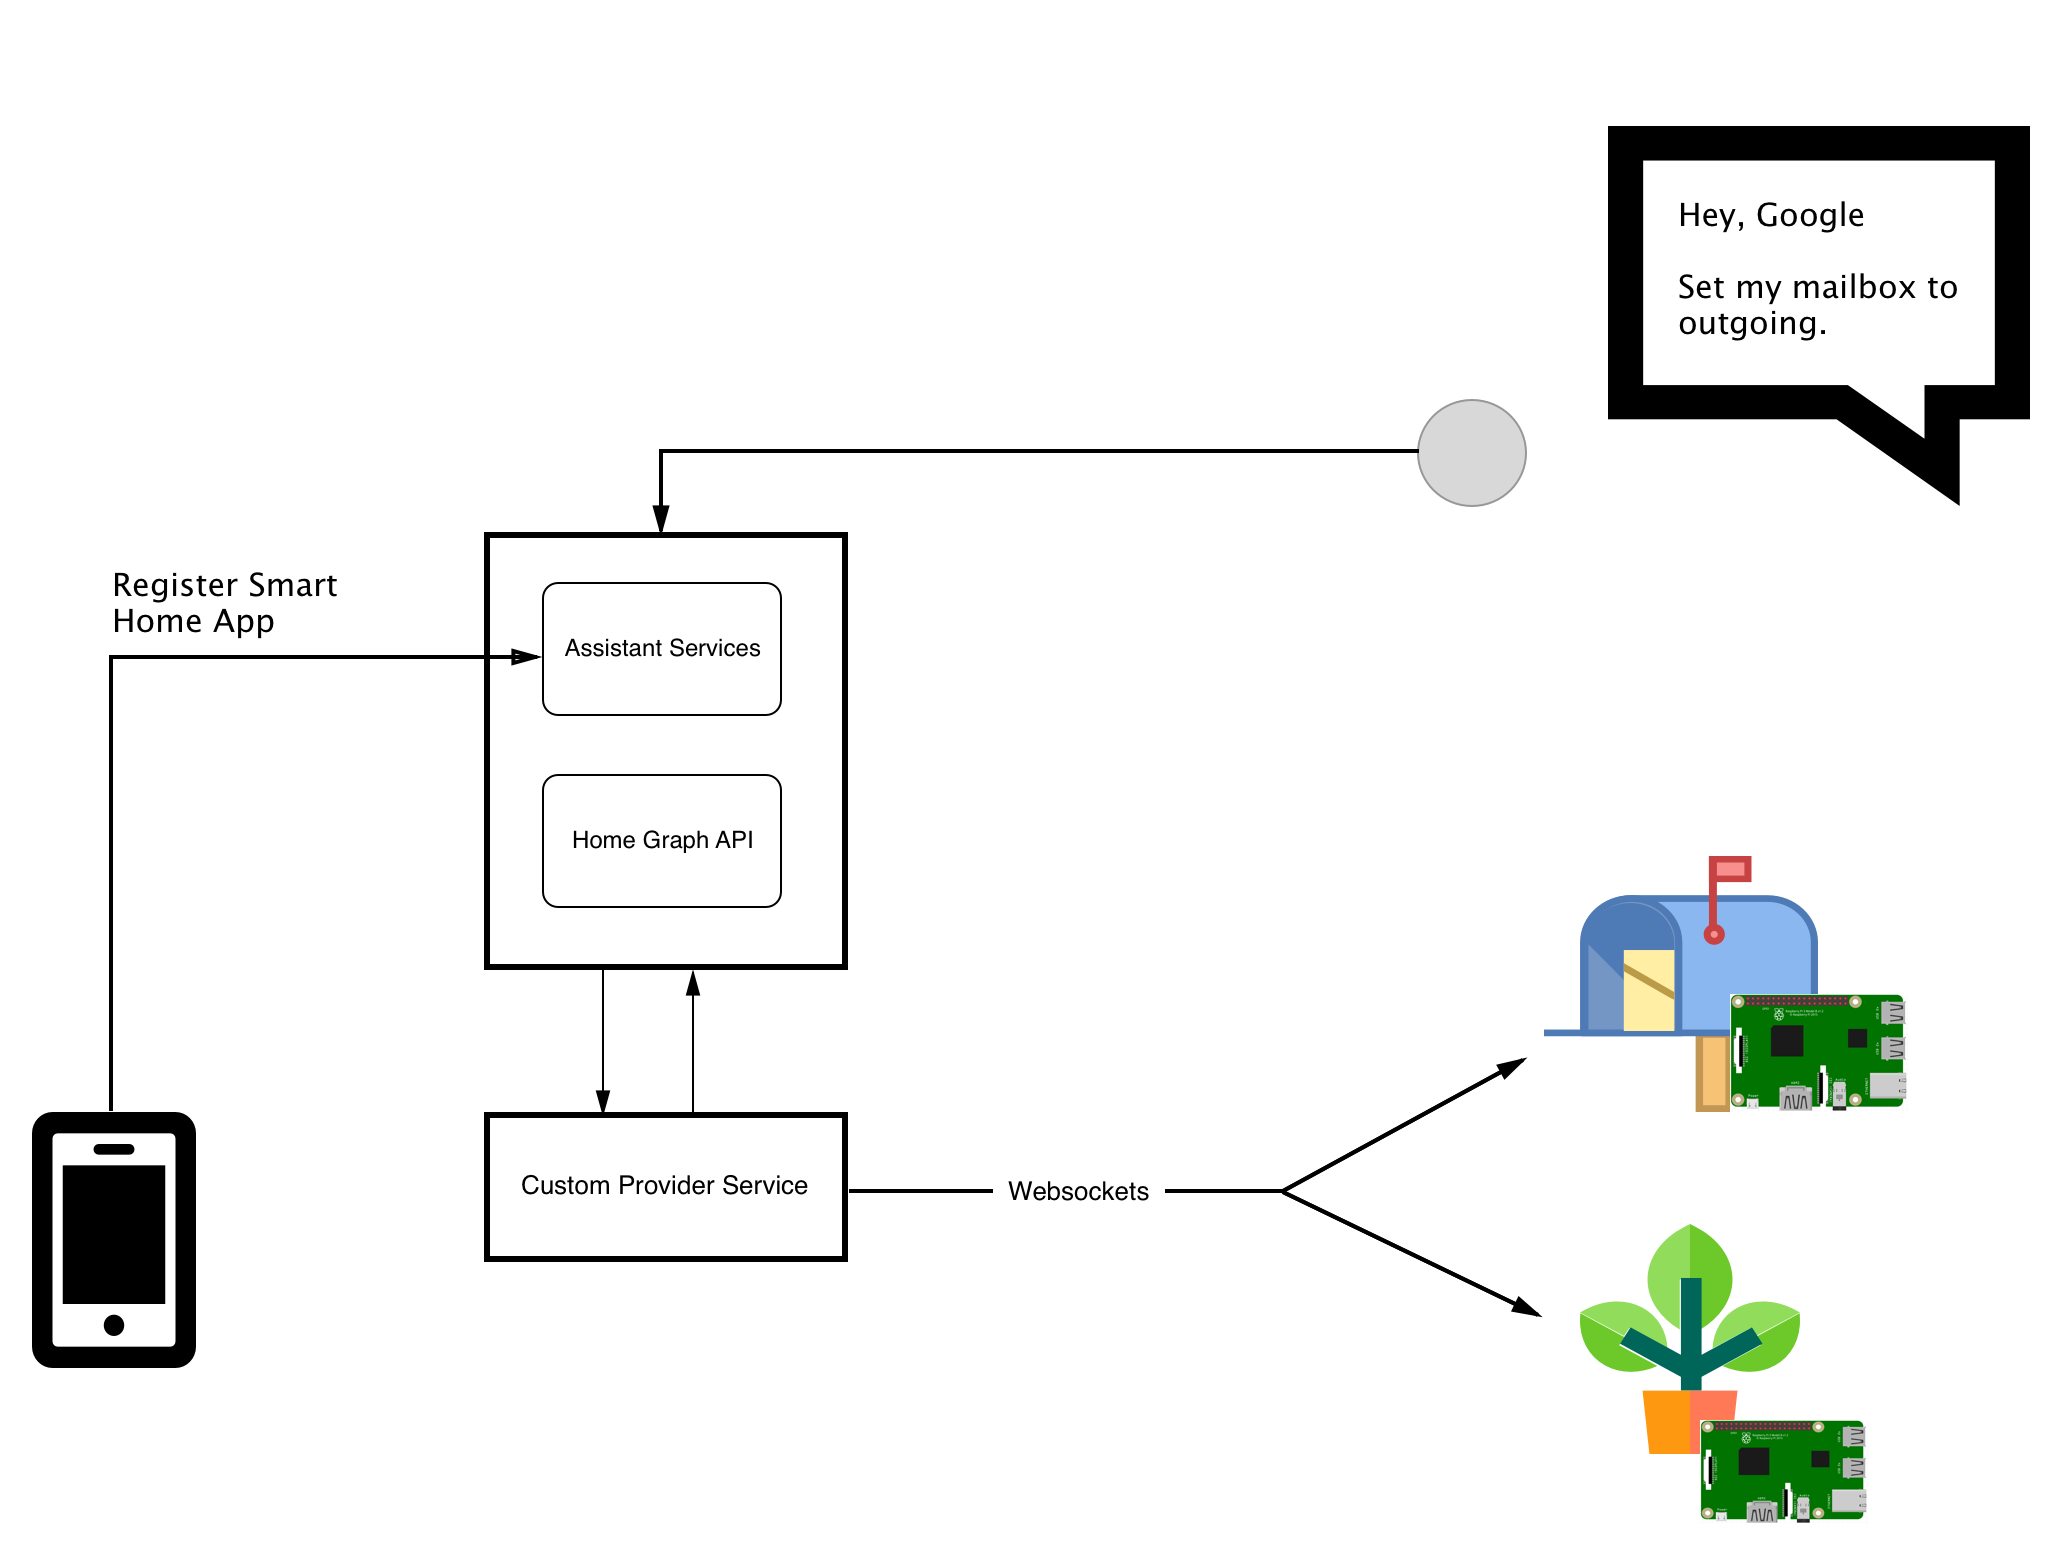 Hey, Google
Set my mailbox to
outgoing.
Register Smart
Home App
Assistant Services
Home Graph API
Custom Provider Service
Websockets